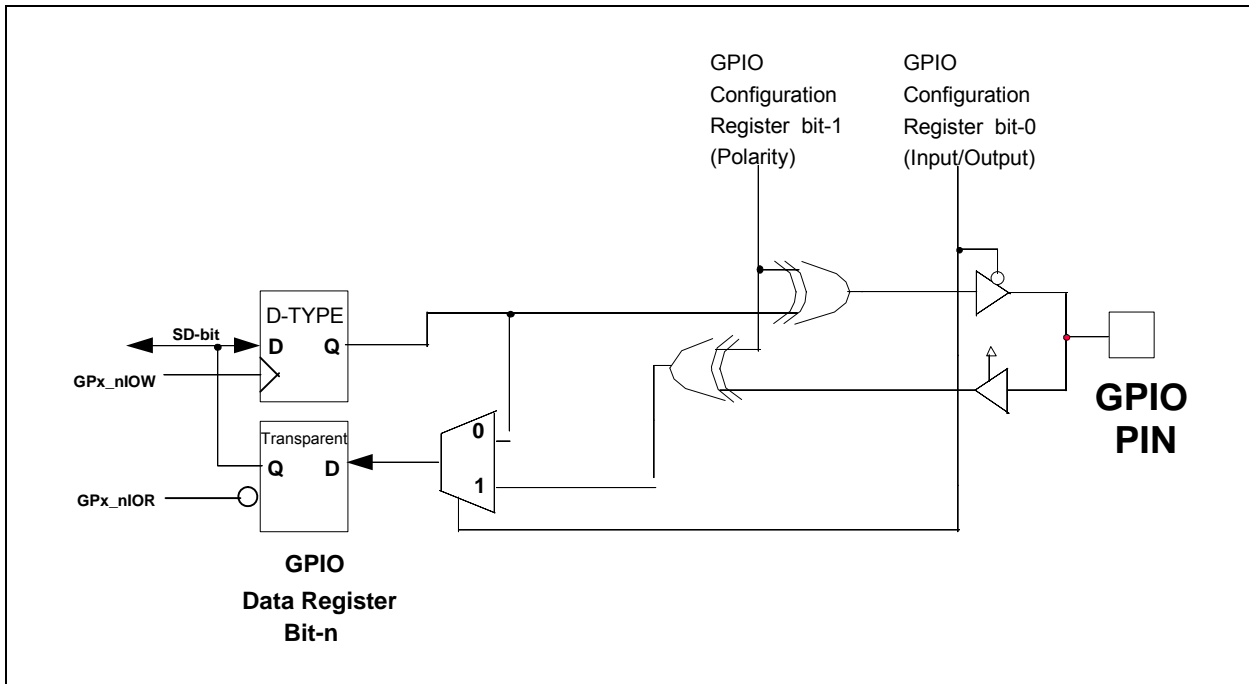 GPIO
Configuration
Register bit-1
(Polarity)
GPIO
Configuration
Register bit-0
(Input/Output)
D-TYPE
SD-bit
D
Q
GPx_nIOW
Transparent
Q
D
GPx_nIOR
0
1
GPIO
PIN
GPIO
Data Register
Bit-n